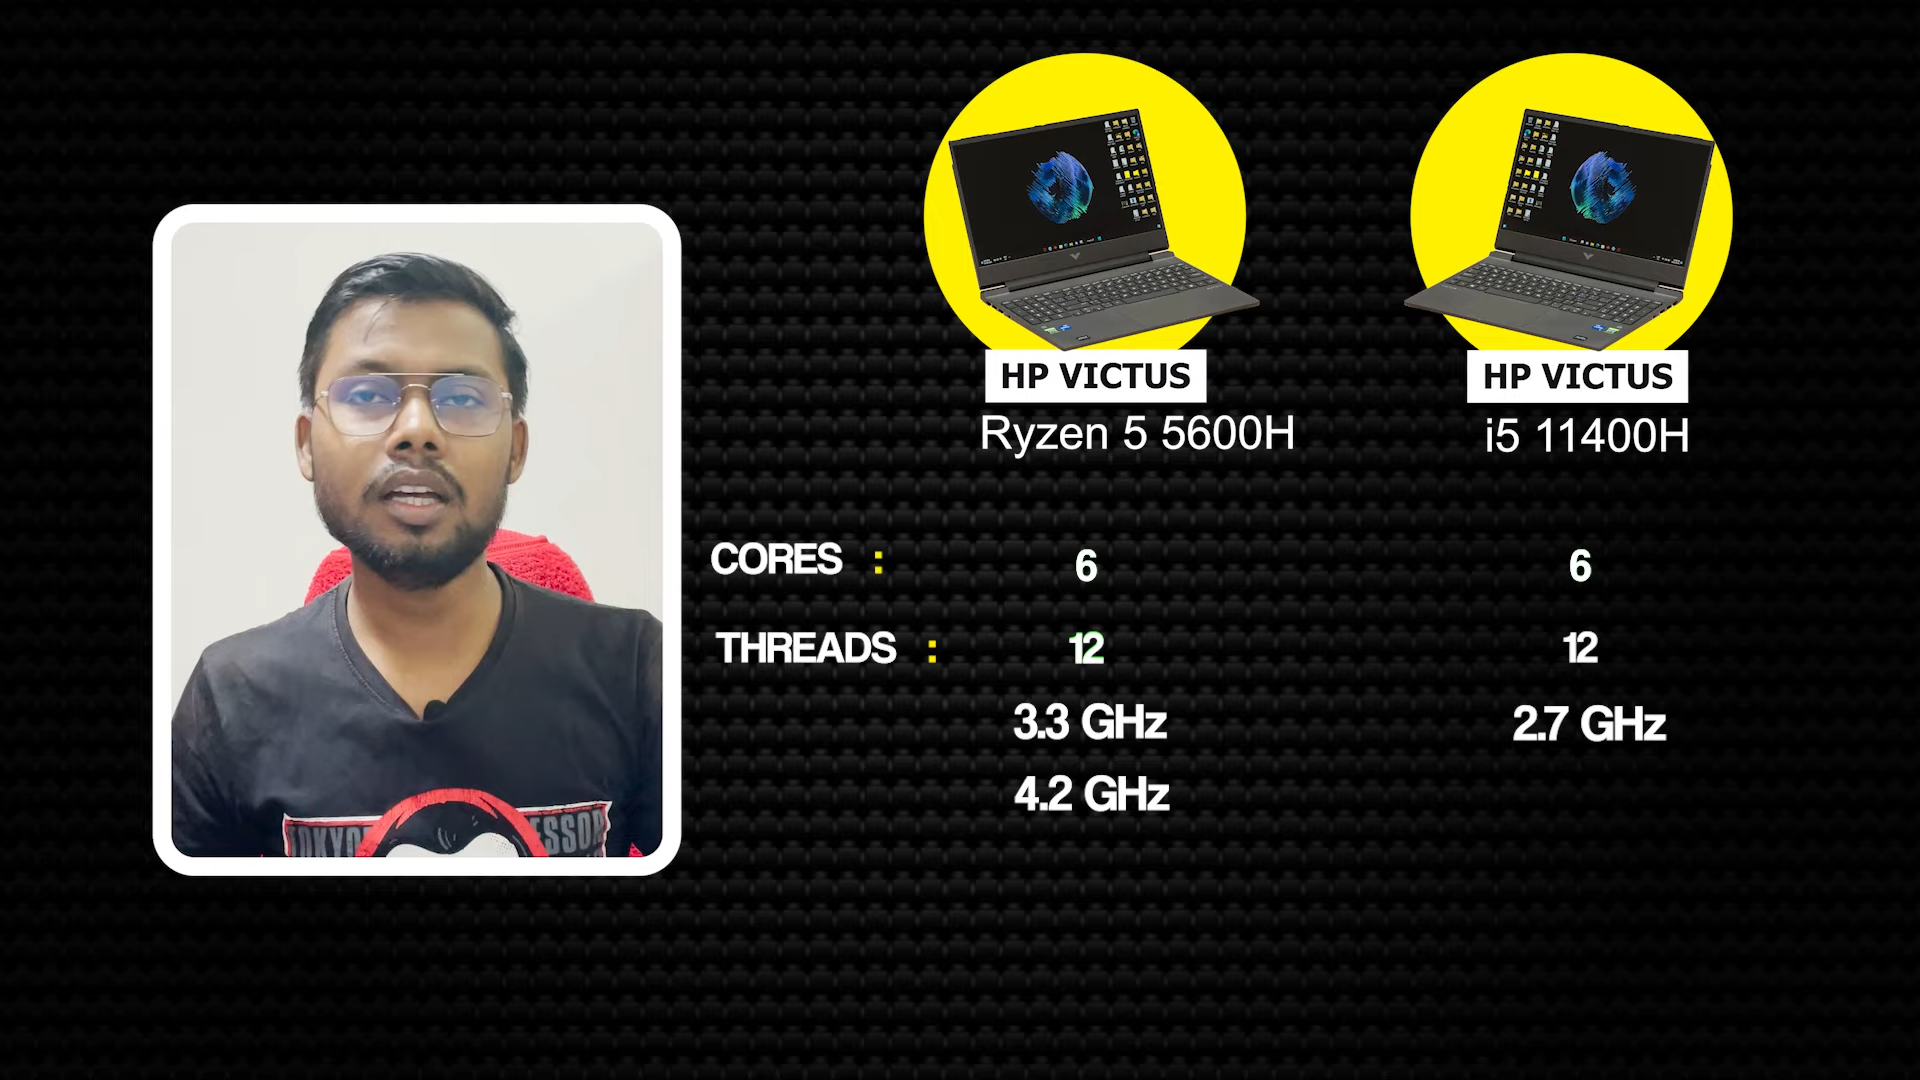 HP VICTUS
HP VICTUS
Ryzen 5 5600H
i5 11400H
CORES : 6 6
THREADS : 12 12
3.3 GHz 2.7 GHz
4.2 GHz